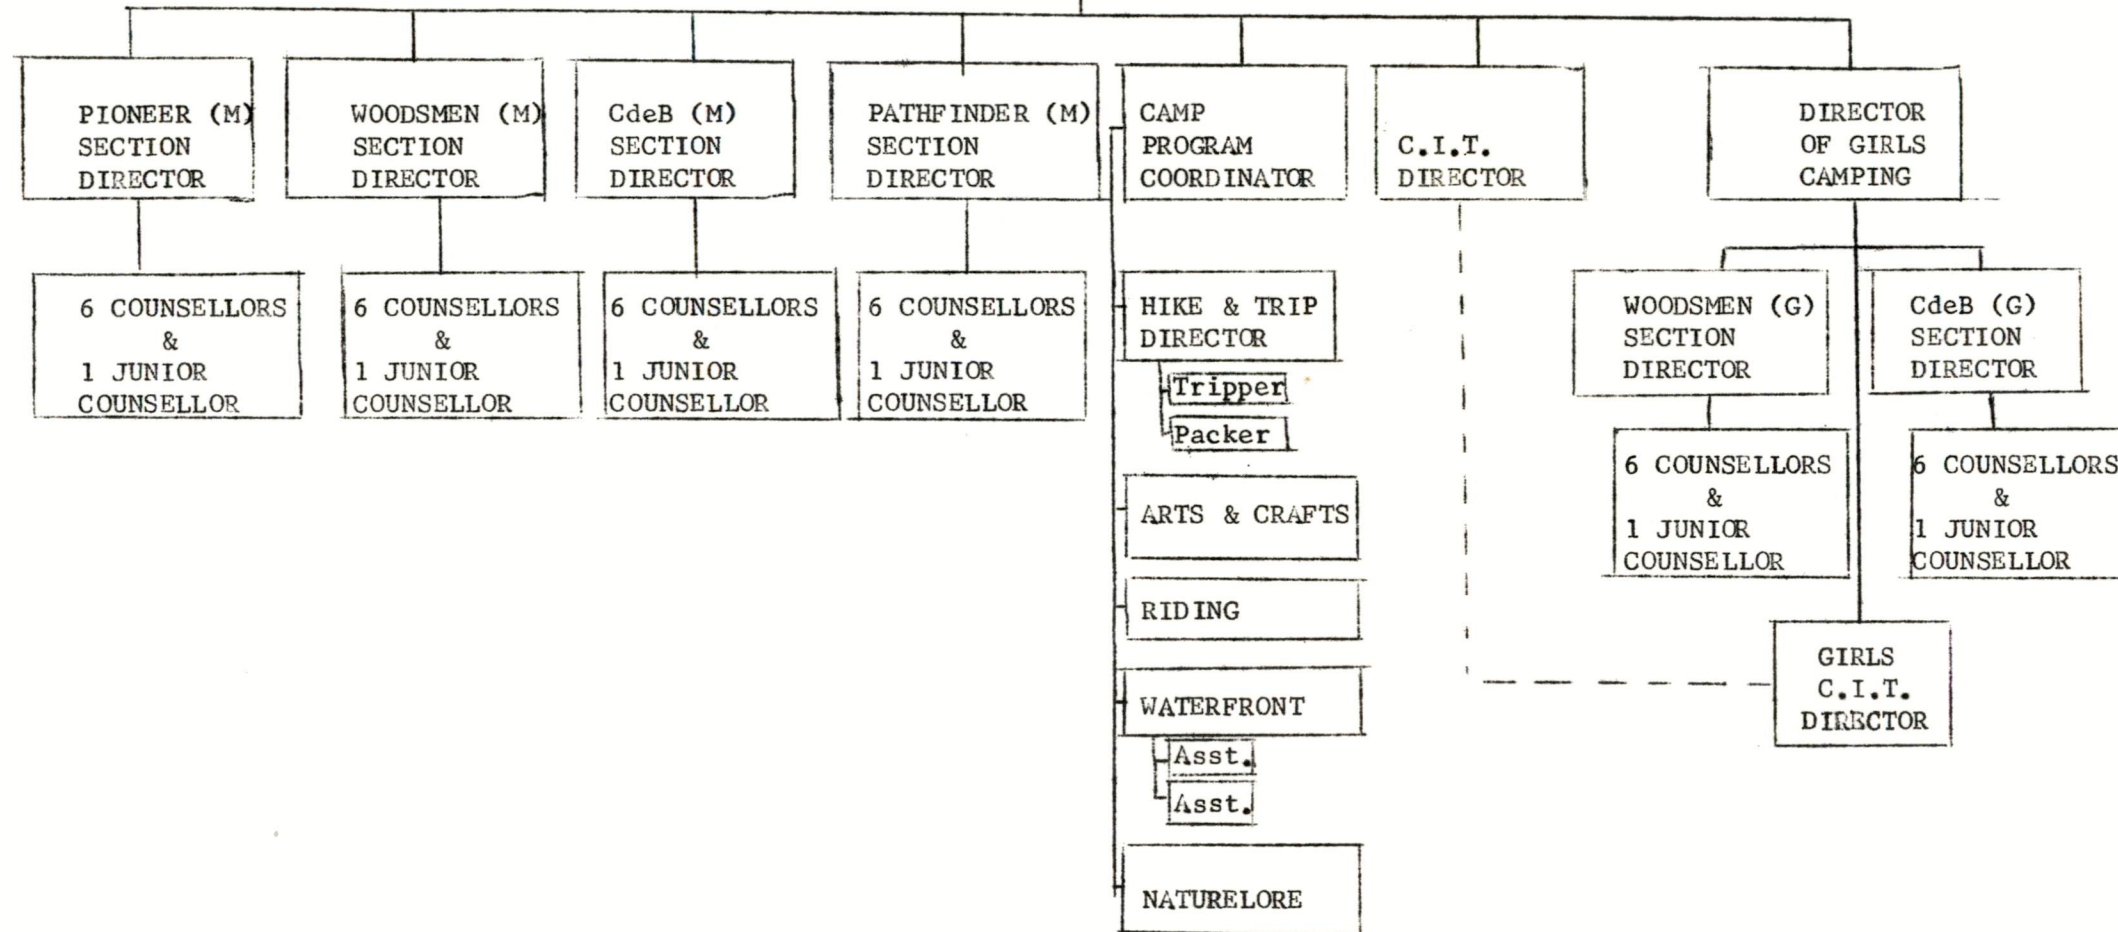 PIONEER (M)
SECTION
DIRECTOR
WOODSMEN (M)
SECTION
DIRECTOR
CdeB (M)
SECTION
DIRECTOR
PATHFINDER (M)
SECTION
DIRECTOR
CAMP
PROGRAM
COORDINATOR
C.I.T.
DIRECTOR
DIRECTOR
OF GIRLS
CAMPING
6 COUNSELLORS
&
1 JUNIOR
COUNSELLOR
6 COUNSELLORS
&
1 JUNIOR
COUNSELLOR
6 COUNSELLORS
&
1 JUNIOR
COUNSELLOR
6 COUNSELLORS
&
1 JUNIOR
COUNSELLOR
HIKE & TRIP
DIRECTOR
Tripper
Packer
ARTS & CRAFTS
RIDING
WATERFRONT
Asst.
Asst.
NATURELORE
WOODSMEN (G)
SECTION
DIRECTOR
CdeB (G)
SECTION
DIRECTOR
6 COUNSELLORS
&
1 JUNIOR
COUNSELLOR
6 COUNSELLORS
&
1 JUNIOR
COUNSELLOR
GIRLS
C.I.T.
DIRECTOR